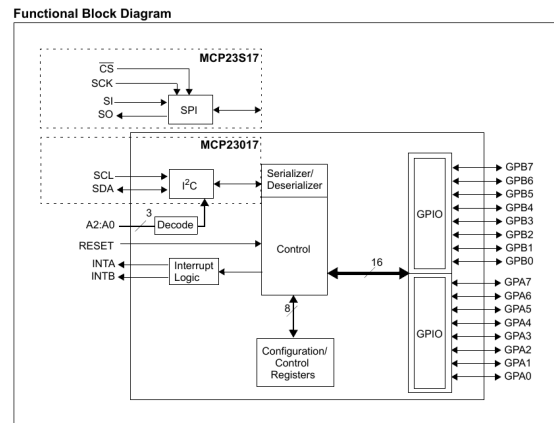 Functional Block Diagram
MCP23S17
CS
SCK
SI
SO
SPI
MCP23017
SCL
SDA
I2C
Serializer/
Deserializer
A2:A0
3
Decode
RESET
INTA
INTB
Interrupt
Logic
Control
16
8
Configuration/
Control
Registers
GPIO
GPB7
GPB6
GPB5
GPB4
GPB3
GPB2
GPB1
GPB0
GPIO
GPA7
GPA6
GPA5
GPA4
GPA3
GPA2
GPA1
GPA0